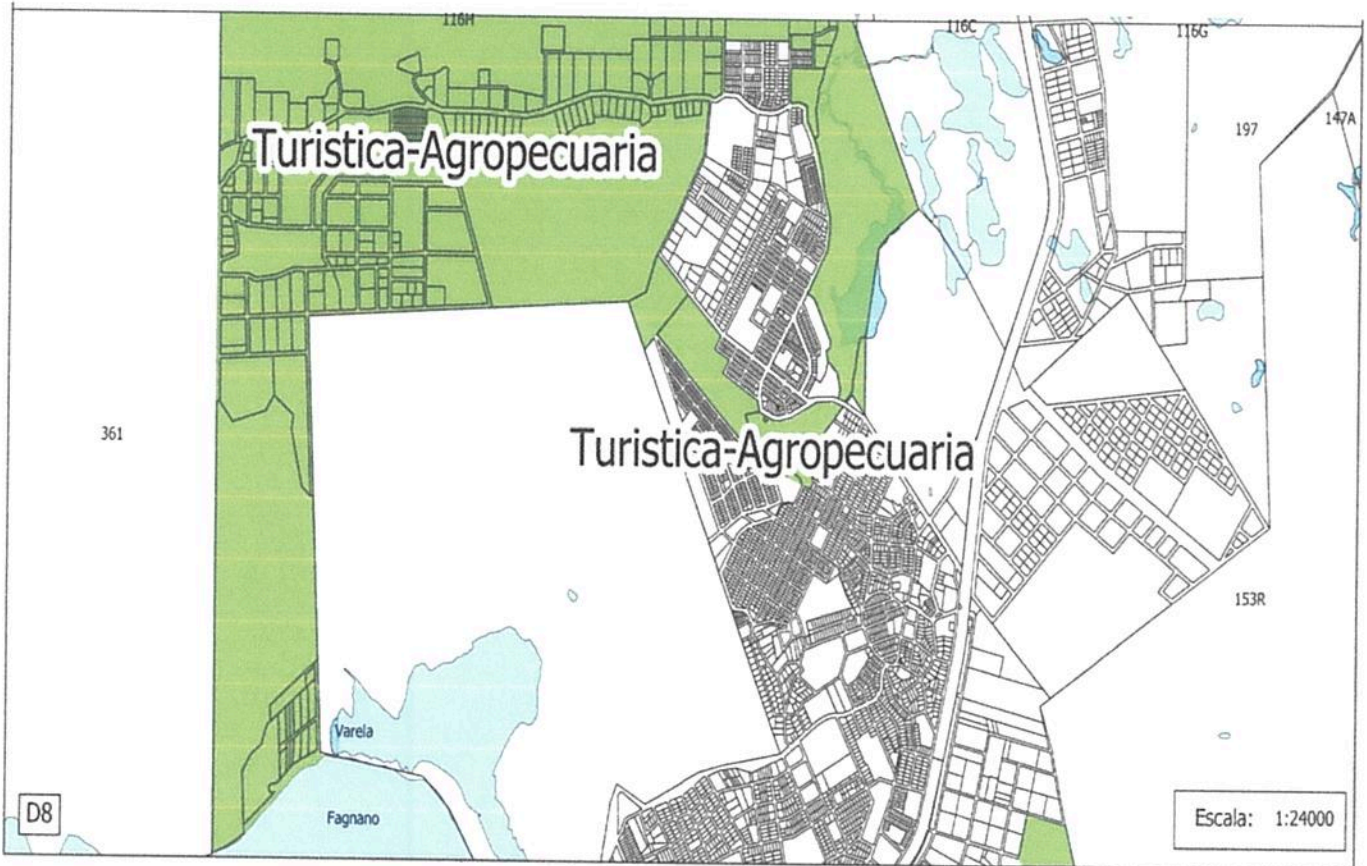 116H
116C
116G
197
147A
Turistica-Agropecuaria
361
Turistica-Agropecuaria
153R
Varela
Fagnano
D8
Escala: 1:24000